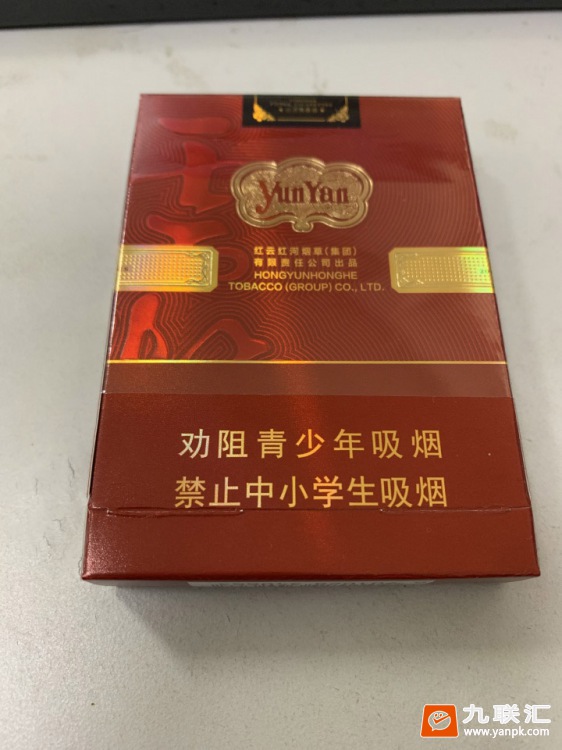 YunYan
红云红河烟草(集团)
有限责任公司出品
HONGYUNHONGHE
TOBACCO (GROUP) CO., LTD.
劝阻青少年吸烟
禁止中小学生吸烟
九联汇
www.yanpk.com